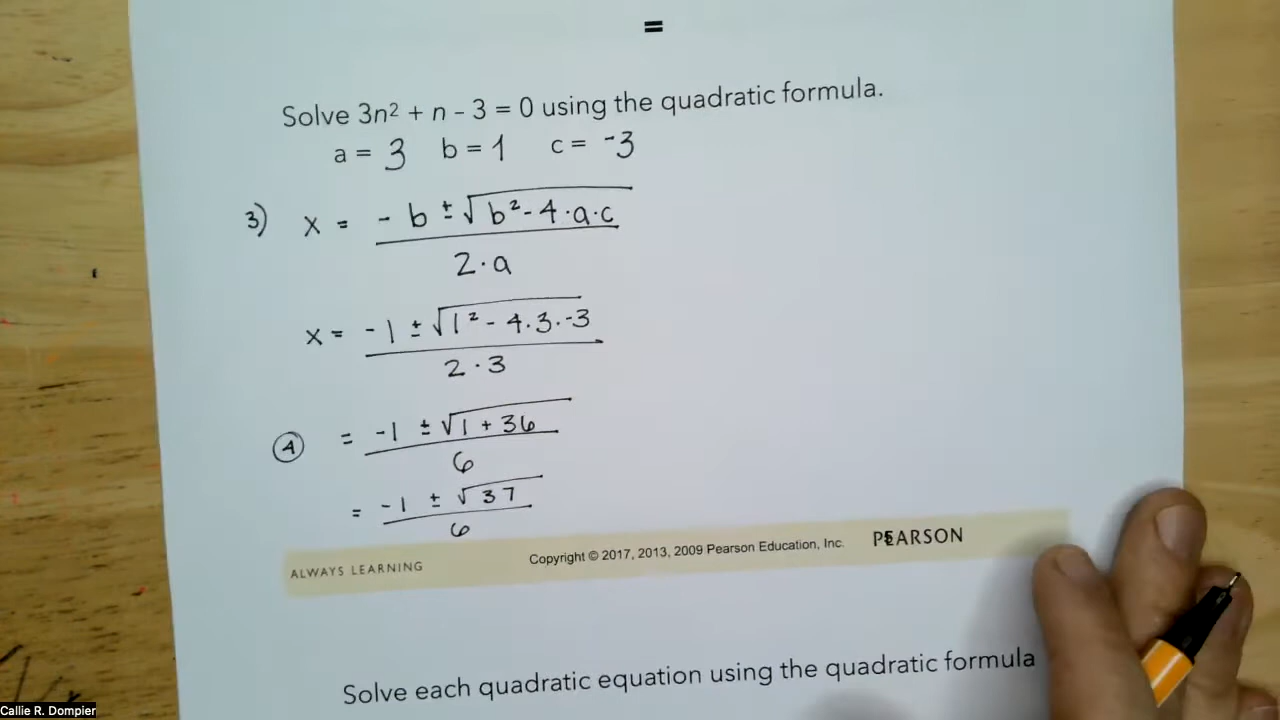 =
Solve 3n² + n - 3 = 0 using the quadratic formula.
a = 3 b = 1 c = -3
3) x = - b ± √b² - 4·a·c
2·a
x = -1 ± √1² - 4·3·-3
2·3
4 = -1 ± √1 + 36
6
= -1 ± √37
6
ALWAYS LEARNING Copyright © 2017, 2013, 2009 Pearson Education, Inc. PEARSON
Solve each quadratic equation using the quadratic formula
Callie R. Dompier